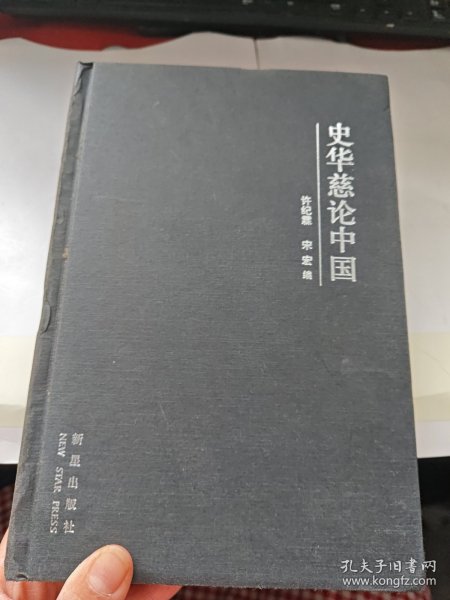 史华慈论中国
许纪霖 宋宏 编
新星出版社
NEW STAR PRESS
孔夫子旧书网
www.kongfz.com